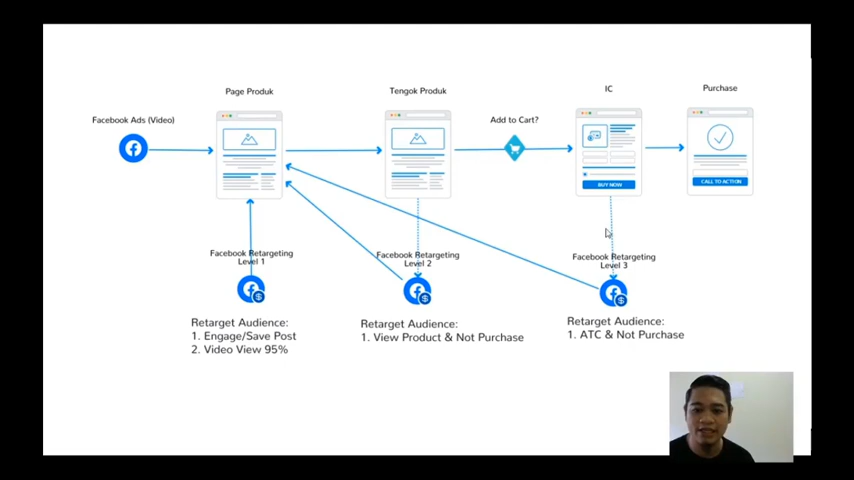 Page Produk
Tengok Produk
IC
Purchase
Facebook Ads (Video)
Add to Cart?
BUY NOW
CALL TO ACTION
Facebook Retargeting
Level 1
Facebook Retargeting
Level 2
Facebook Retargeting
Level 3
Retarget Audience:
1. Engage/Save Post
2. Video View 95%
Retarget Audience:
1. View Product & Not Purchase
Retarget Audience:
1. ATC & Not Purchase